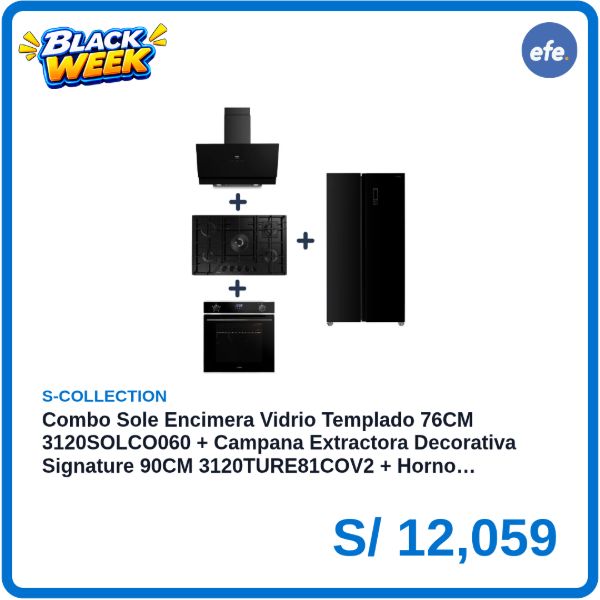 BLACK
WEEK
efe.
S-COLLECTION
Combo Sole Encimera Vidrio Templado 76CM
3120SOLCO060 + Campana Extractora Decorativa
Signature 90CM 3120TURE81COV2 + Horno…
S/ 12,059